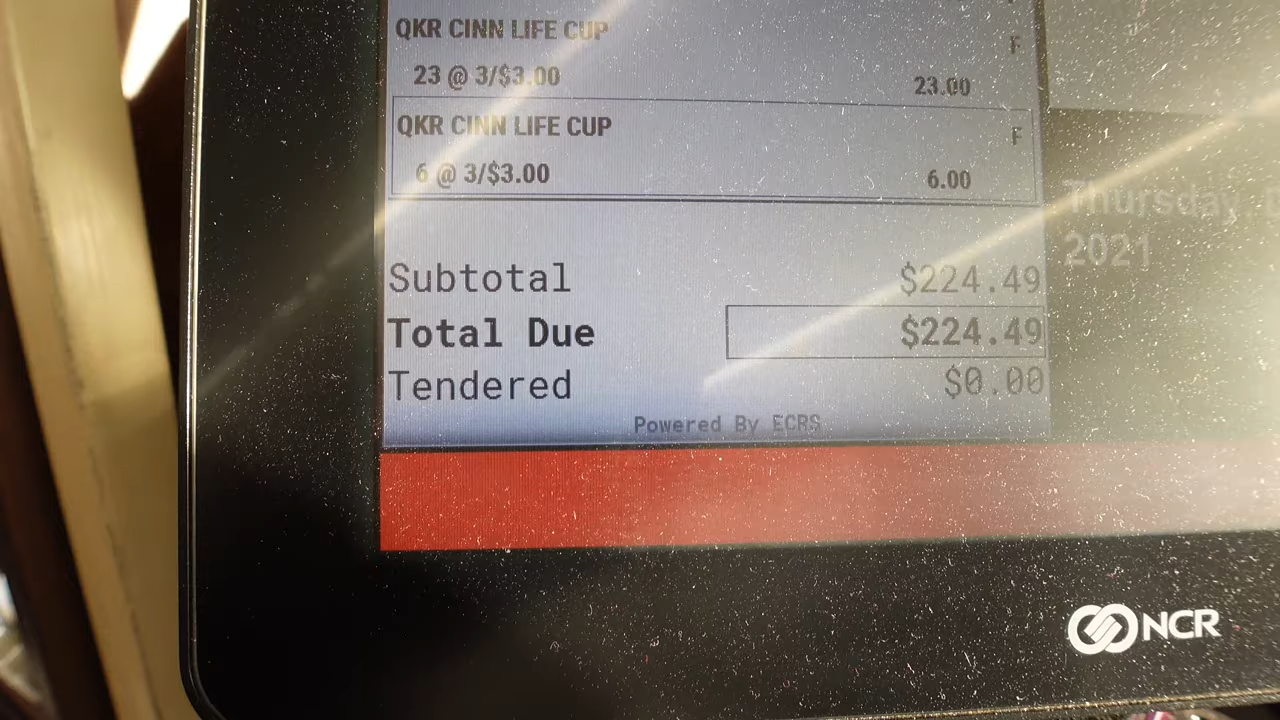 QKR CINN LIFE CUP
F
23 @ 3/$3.00 23.00
QKR CINN LIFE CUP F
6 @ 3/$3.00 6.00
Subtotal $224.49
Total Due $224.49
Tendered $0.00
Powered By ECRS
Thursday,
2021
NCR